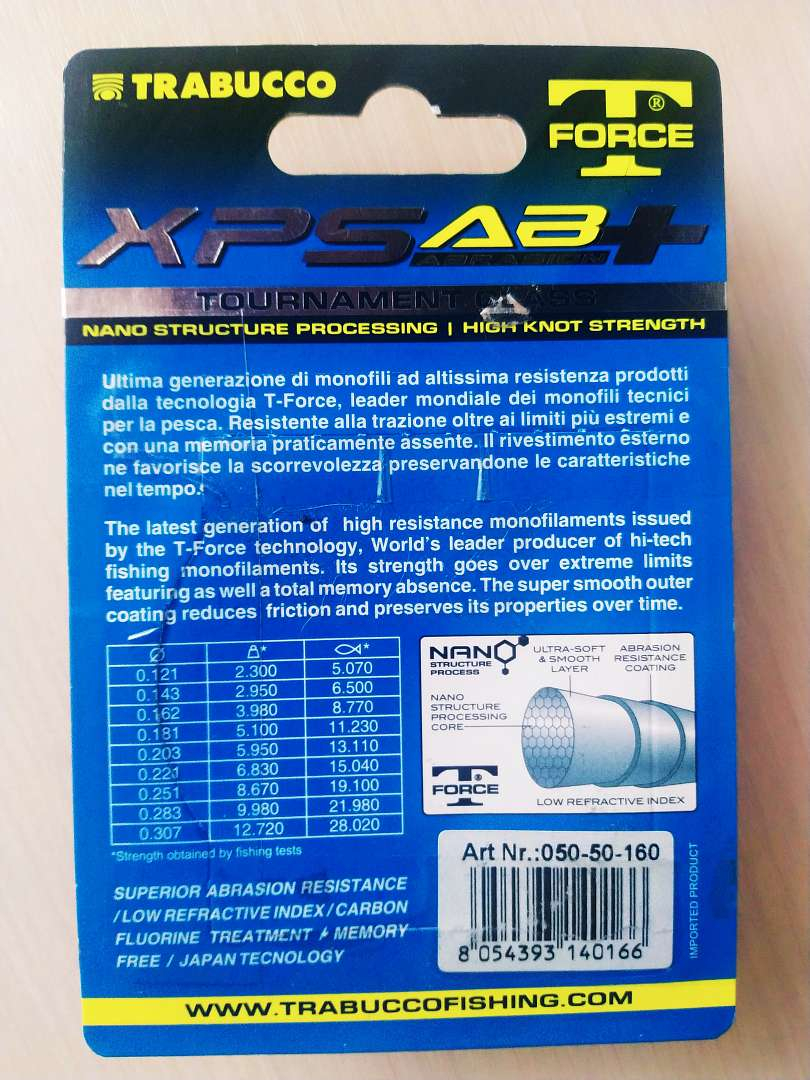 TRABUCCO
T ®
FORCE
XPS AB+
ABRASION
TOURNAMENT CLASS
NANO STRUCTURE PROCESSING | HIGH KNOT STRENGTH
Ultima generazione di monofili ad altissima resistenza prodotti
dalla tecnologia T-Force, leader mondiale dei monofili tecnici
per la pesca. Resistente alla trazione oltre ai limiti più estremi e
con una memoria praticamente assente. Il rivestimento esterno
ne favorisce la scorrevolezza preservandone le caratteristiche
nel tempo.
The latest generation of high resistance monofilaments issued
by the T-Force technology, World's leader producer of hi-tech
fishing monofilaments. Its strength goes over extreme limits
featuring as well a total memory absence. The super smooth outer
coating reduces friction and preserves its properties over time.
Ø * *
0.121 2.300 5.070
0.143 2.950 6.500
0.162 3.980 8.770
0.181 5.100 11.230
0.203 5.950 13.110
0.221 6.830 15.040
0.251 8.670 19.100
0.283 9.980 21.980
0.307 12.720 28.020
*Strength obtained by fishing tests
NANO
STRUCTURE
PROCESS
ULTRA-SOFT
& SMOOTH
LAYER
ABRASION
RESISTANCE
COATING
NANO
STRUCTURE
PROCESSING
CORE
T ®
FORCE
LOW REFRACTIVE INDEX
SUPERIOR ABRASION RESISTANCE
/ LOW REFRACTIVE INDEX / CARBON
FLUORINE TREATMENT / MEMORY
FREE / JAPAN TECNOLOGY
Art Nr.:050-50-160
8 054393 140166
IMPORTED PRODUCT
WWW.TRABUCCOFISHING.COM